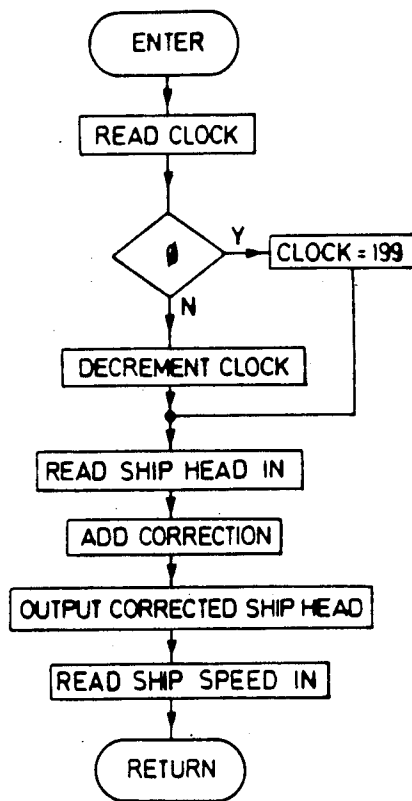 ENTER
READ CLOCK
0
Y
CLOCK = 199
N
DECREMENT CLOCK
READ SHIP HEAD IN
ADD CORRECTION
OUTPUT CORRECTED SHIP HEAD
READ SHIP SPEED IN
RETURN